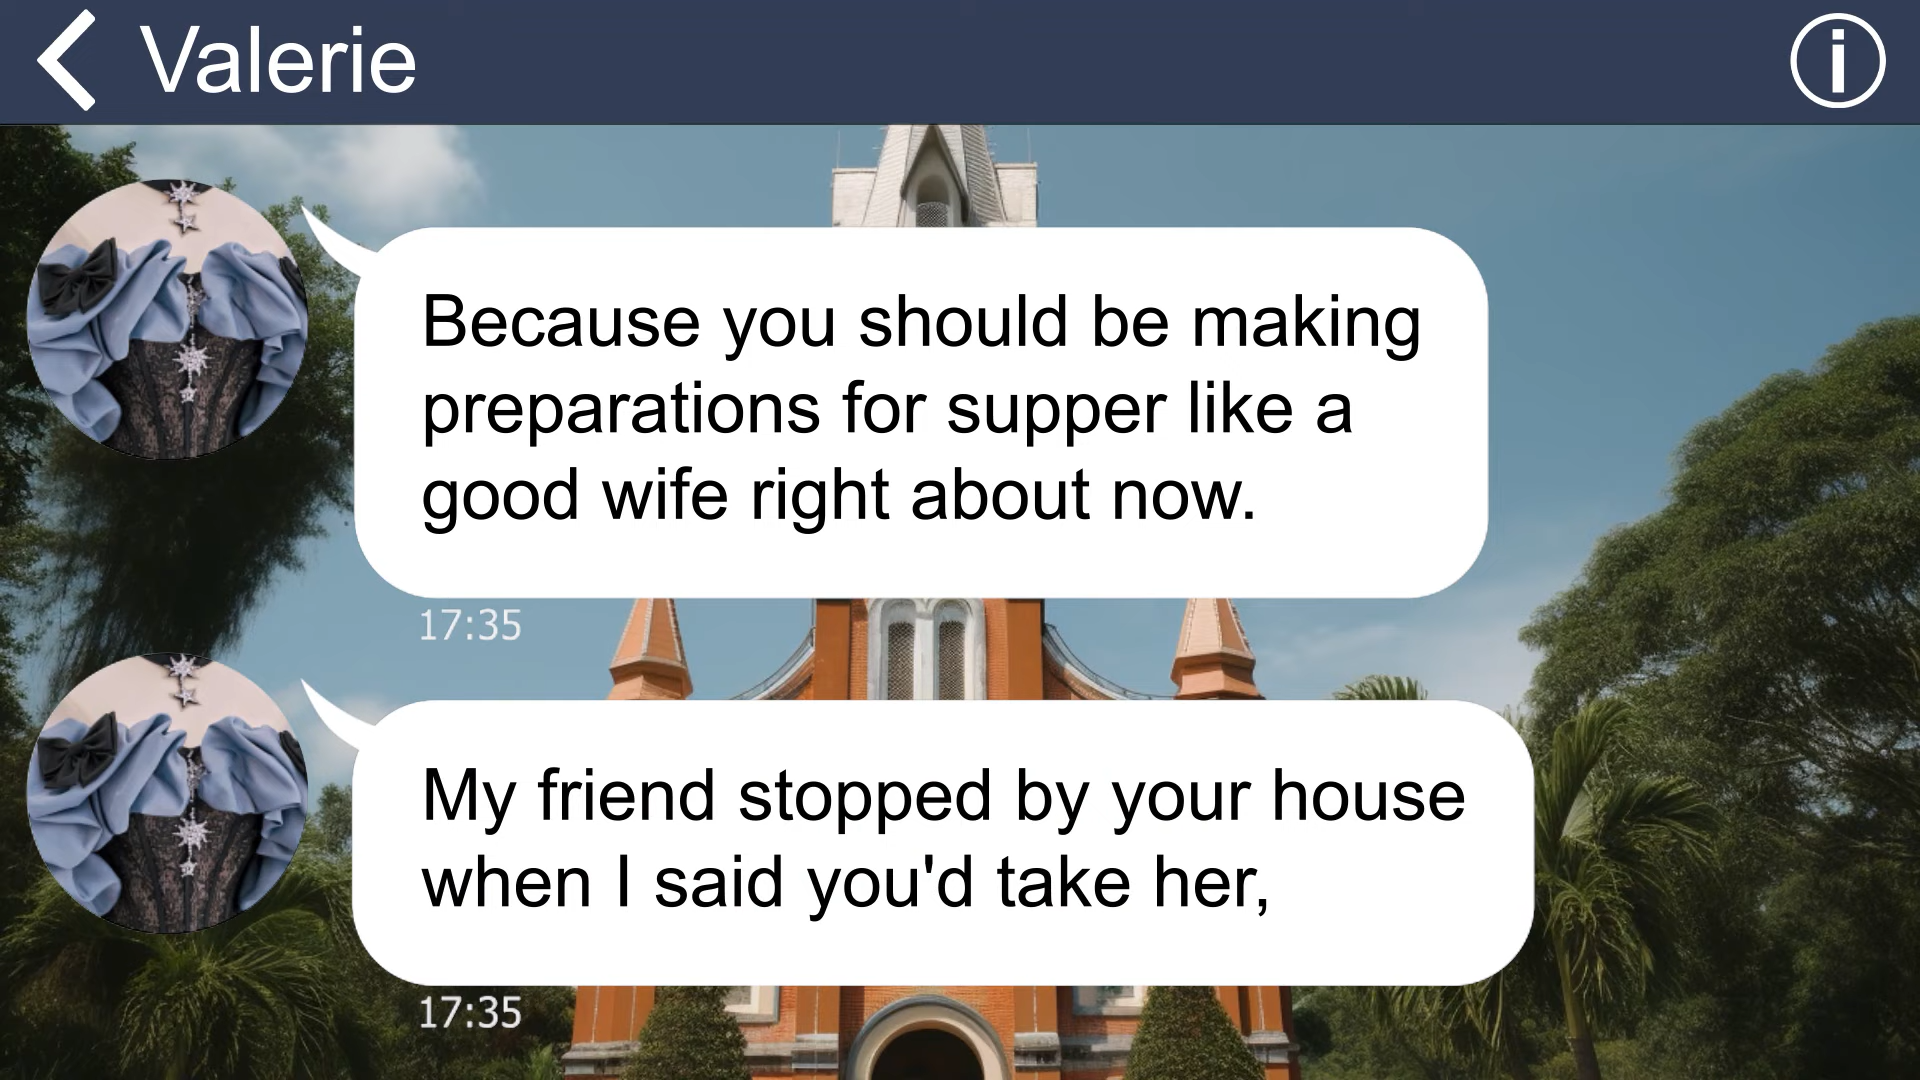 Valerie
Because you should be making
preparations for supper like a
good wife right about now.
17:35
My friend stopped by your house
when I said you'd take her,
17:35